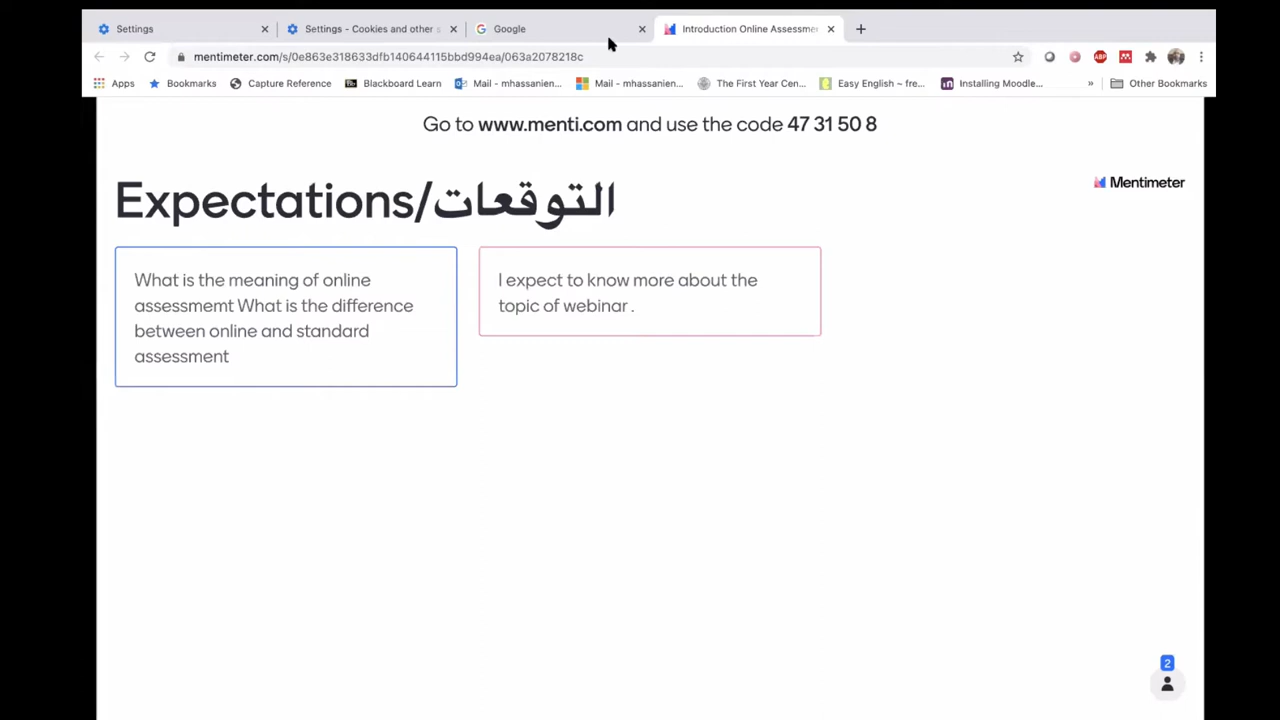 Settings
Settings - Cookies and other s
Google
Introduction Online Assessmen
mentimeter.com/s/0e863e318633dfb140644115bbd994ea/063a2078218c
ABP
Apps
Bookmarks
Capture Reference
Blackboard Learn
Mail - mhassanien...
Mail - mhassanien...
The First Year Cen...
Easy English ~ fre...
Installing Moodle...
»
Other Bookmarks
Go to www.menti.com and use the code 47 31 50 8
Expectations/التوقعات
Mentimeter
What is the meaning of online
assessmemt What is the difference
between online and standard
assessment
I expect to know more about the
topic of webinar .
2